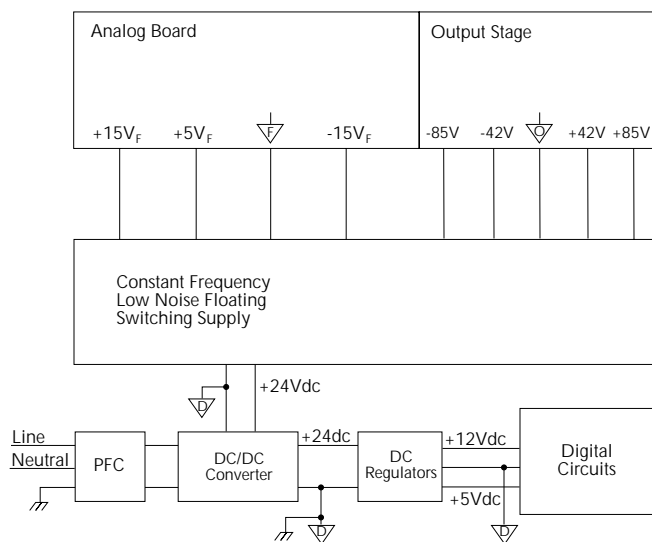 Analog Board
Output Stage
+15VF
+5VF
F
-15VF
-85V
-42V
O
+42V
+85V
Constant Frequency
Low Noise Floating
Switching Supply
D
+24Vdc
Line
Neutral
PFC
DC/DC
Converter
+24dc
DC
Regulators
+12Vdc
+5Vdc
Digital
Circuits
D
D